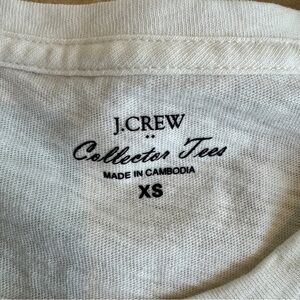 J.CREW
Collector Tees
MADE IN CAMBODIA
XS